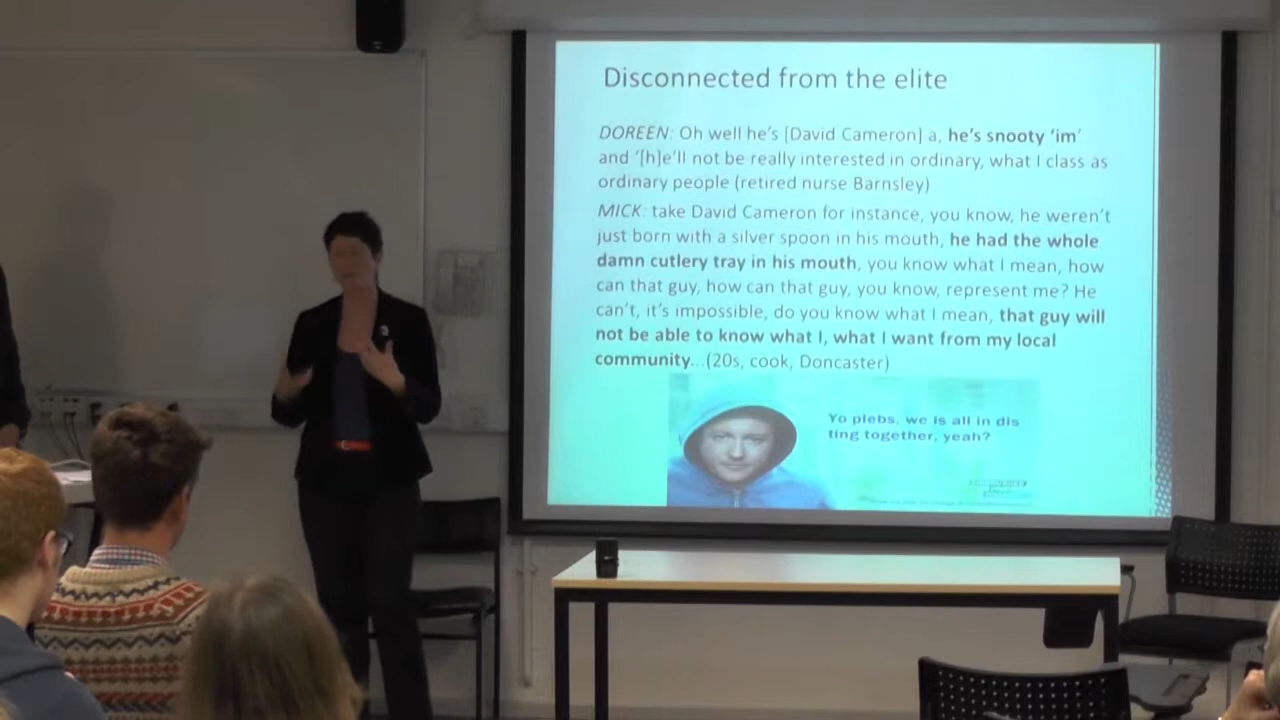 Disconnected from the elite
DOREEN: Oh well he's [David Cameron] a, he's snooty 'im'
and '[h]e'll not be really interested in ordinary, what I class as
ordinary people (retired nurse Barnsley)
MICK: take David Cameron for instance, you know, he weren't
just born with a silver spoon in his mouth, he had the whole
damn cutlery tray in his mouth, you know what I mean, how
can that guy, how can that guy, you know, represent me? He
can't, it's impossible, do you know what I mean, that guy will
not be able to know what I, what I want from my local
community...(20s, cook, Doncaster)
Yo plebs, we is all in dis
ting together, yeah?